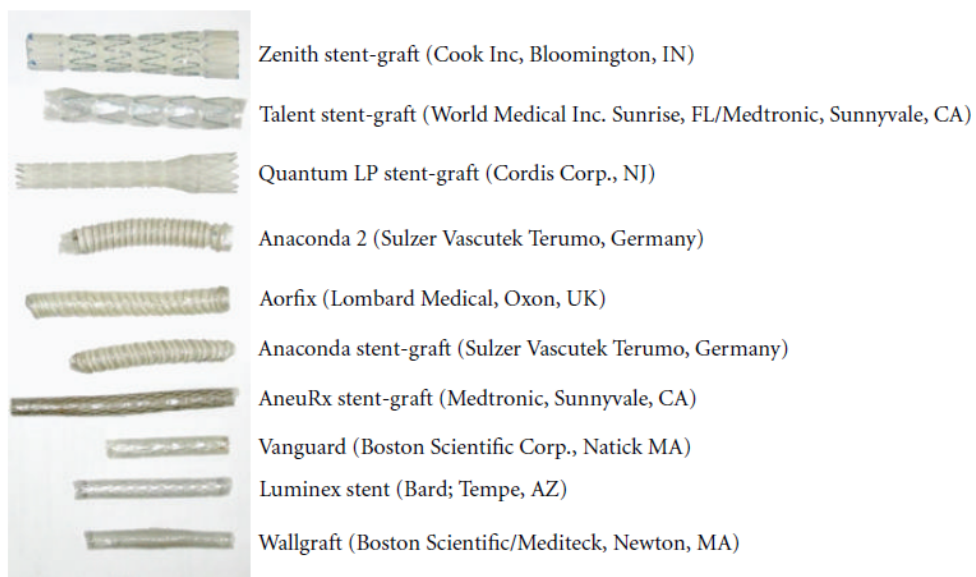 Zenith stent-graft (Cook Inc, Bloomington, IN)
Talent stent-graft (World Medical Inc. Sunrise, FL/Medtronic, Sunnyvale, CA)
Quantum LP stent-graft (Cordis Corp., NJ)
Anaconda 2 (Sulzer Vascutek Terumo, Germany)
Aorfix (Lombard Medical, Oxon, UK)
Anaconda stent-graft (Sulzer Vascutek Terumo, Germany)
AneuRx stent-graft (Medtronic, Sunnyvale, CA)
Vanguard (Boston Scientific Corp., Natick MA)
Luminex stent (Bard; Tempe, AZ)
Wallgraft (Boston Scientific/Mediteck, Newton, MA)